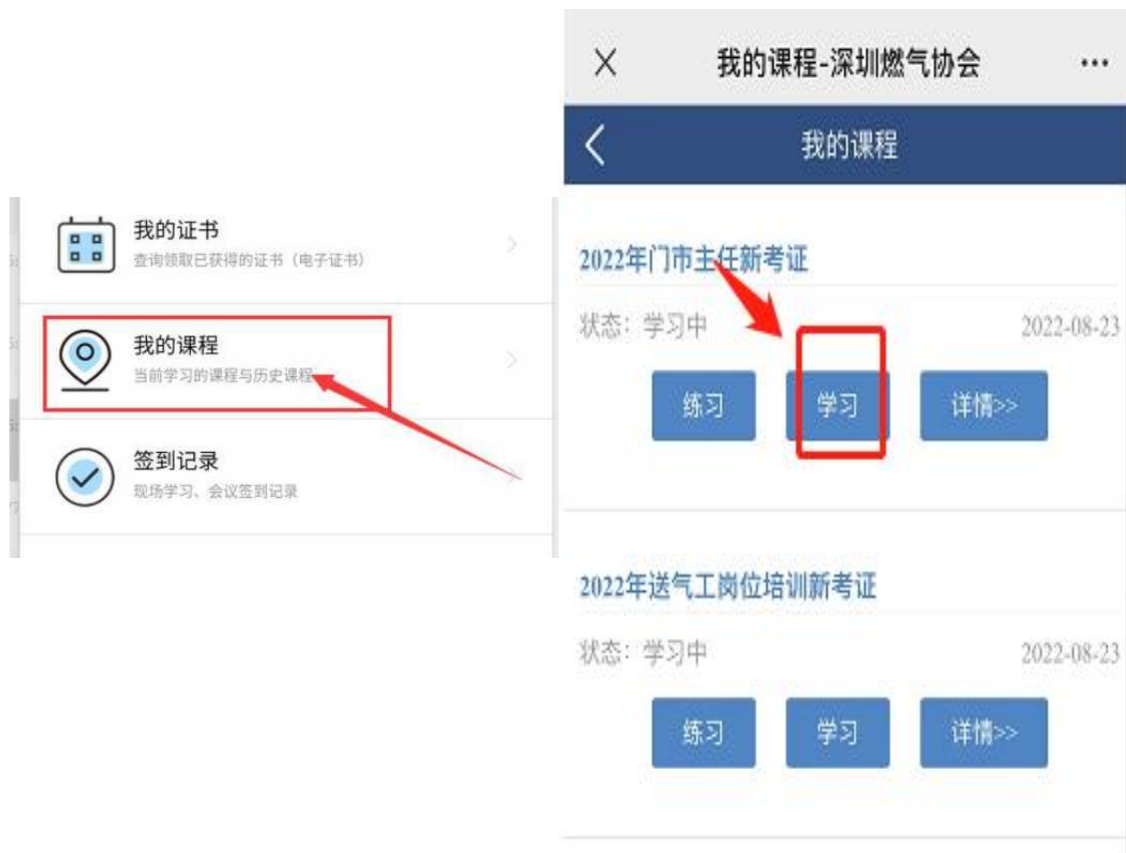 我的证书
查询领取已获得的证书（电子证书）
我的课程
当前学习的课程与历史课程
签到记录
现场学习、会议签到记录
我的课程-深圳燃气协会
我的课程
2022年门市主任新考证
状态：学习中 2022-08-23
练习 学习 详情>>
2022年送气工岗位培训新考证
状态：学习中 2022-08-23
练习 学习 详情>>